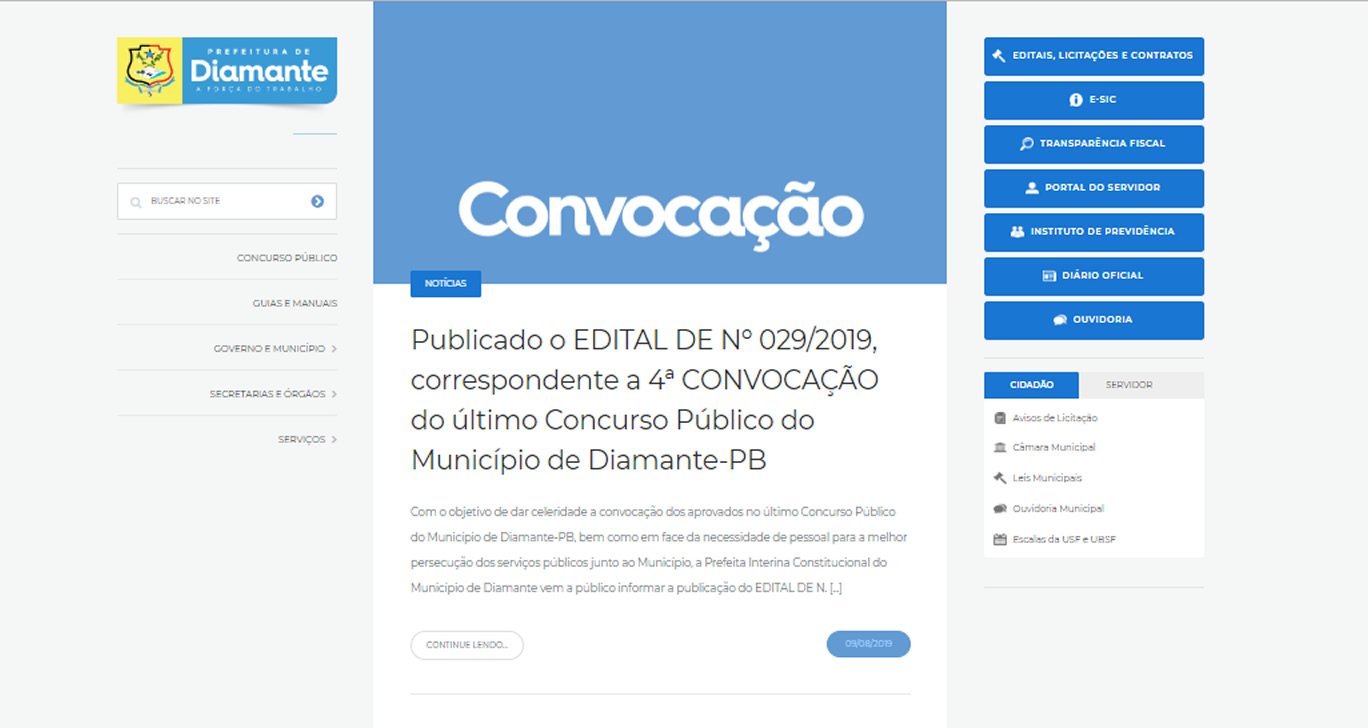 PREFEITURA DE
Diamante
A FORÇA DO TRABALHO
BUSCAR NO SITE
CONCURSO PÚBLICO
GUIAS E MANUAIS
GOVERNO E MUNICÍPIO
SECRETARIAS E ÓRGÃOS
SERVIÇOS
Convocação
NOTÍCIAS
Publicado o EDITAL DE Nº 029/2019,
correspondente a 4ª CONVOCAÇÃO
do último Concurso Público do
Município de Diamante-PB
Com o objetivo de dar celeridade a convocação dos aprovados no último Concurso Público
do Municipio de Diamante-PB, bem como em face da necessidade de pessoal para a melhor
persecução dos serviços públicos junto ao Município, a Prefeita Interina Constitucional do
Município de Diamante vem a público informar a publicação do EDITAL DE N. [...]
CONTINUE LENDO...
09/08/2019
EDITAIS, LICITAÇÕES E CONTRATOS
E-SIC
TRANSPARÊNCIA FISCAL
PORTAL DO SERVIDOR
INSTITUTO DE PREVIDÊNCIA
DIÁRIO OFICIAL
OUVIDORIA
CIDADÃO SERVIDOR
Avisos de Licitação
Câmara Municipal
Leis Municipais
Ouvidoria Municipal
Escalas da USF e UBSF